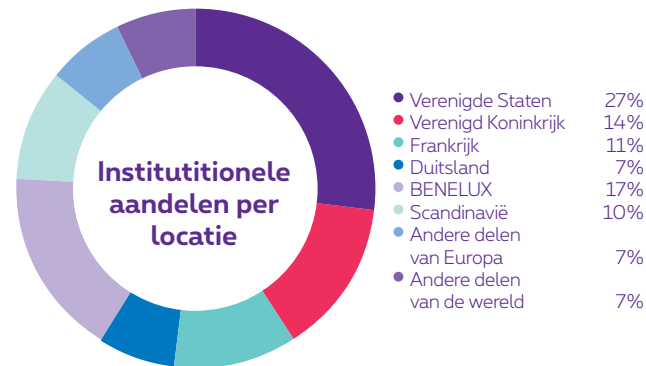 Institutitionele
aandelen per
locatie
Verenigde Staten 27%
Verenigd Koninkrijk 14%
Frankrijk 11%
Duitsland 7%
BENELUX 17%
Scandinavië 10%
Andere delen
van Europa 7%
Andere delen
van de wereld 7%